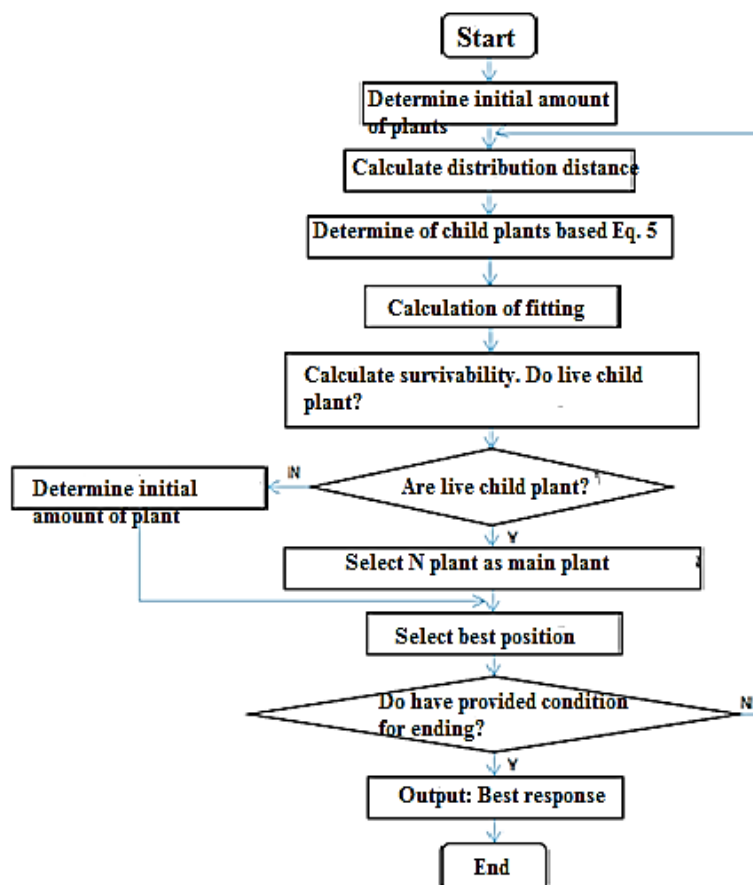 Start
Determine initial amount
of plants
Calculate distribution distance
Determine of child plants based Eq. 5
Calculation of fitting
Calculate survivability. Do live child
plant?
Are live child plant?
N
Determine initial
amount of plant
Y
Select N plant as main plant
Select best position
Do have provided condition
for ending?
N
Y
Output: Best response
End